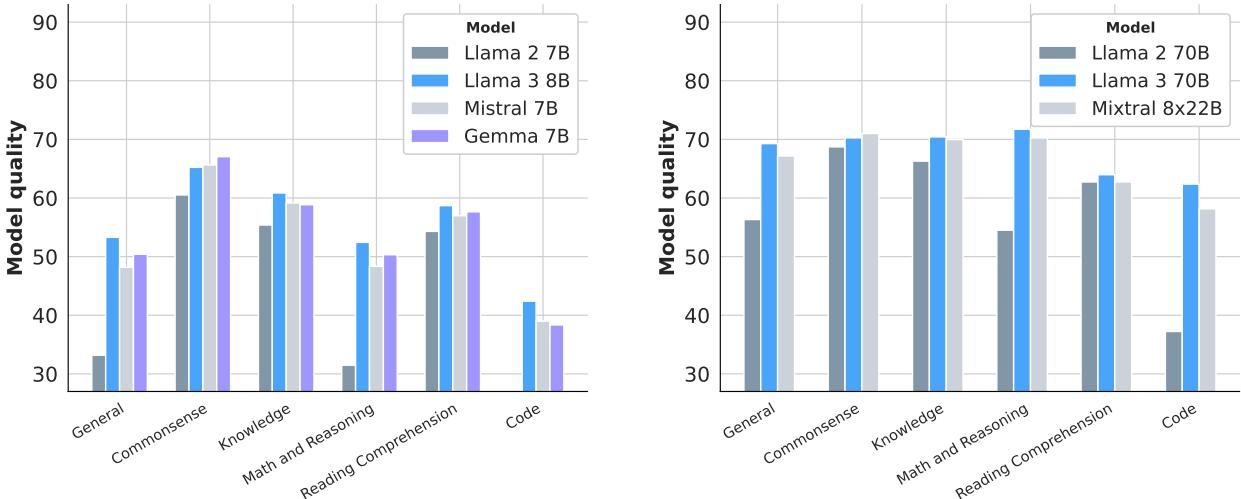 Model quality
90
80
70
60
50
40
30
Model
Llama 2 7B
Llama 3 8B
Mistral 7B
Gemma 7B
General
Commonsense
Knowledge
Math and Reasoning
Reading Comprehension
Code
Model quality
90
80
70
60
50
40
30
Model
Llama 2 70B
Llama 3 70B
Mixtral 8x22B
General
Commonsense
Knowledge
Math and Reasoning
Reading Comprehension
Code